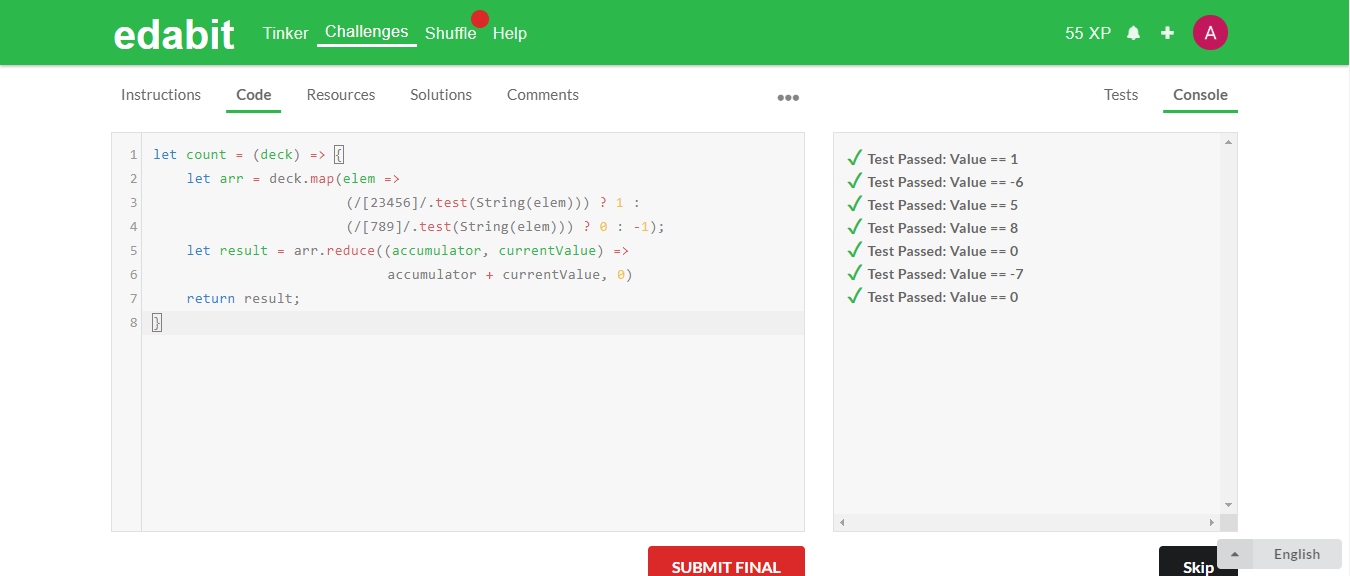 edabit Tinker Challenges Shuffle Help 55 XP A
Instructions Code Resources Solutions Comments Tests Console
1 let count = (deck) => {
2 let arr = deck.map(elem =>
3 (/[23456]/.test(String(elem))) ? 1 :
4 (/[789]/.test(String(elem))) ? 0 : -1);
5 let result = arr.reduce((accumulator, currentValue) =>
6 accumulator + currentValue, 0)
7 return result;
8 }
Test Passed: Value == 1
Test Passed: Value == -6
Test Passed: Value == 5
Test Passed: Value == 8
Test Passed: Value == 0
Test Passed: Value == -7
Test Passed: Value == 0
SUBMIT FINAL
Skip
English